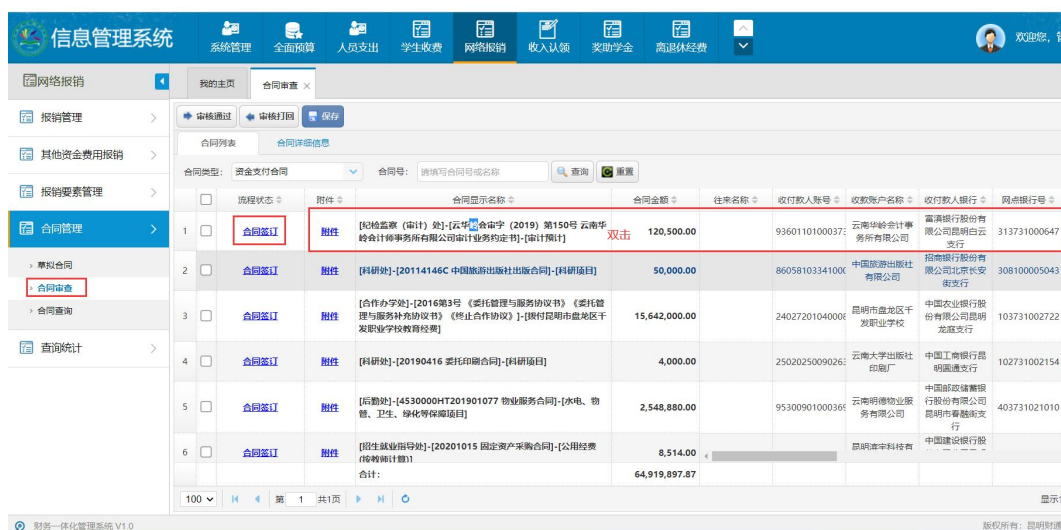 信息管理系统
系统管理 全面预算 人员支出 学生收费 网络报销 收入认领 奖助学金 离退休经费
欢迎您,
网络报销
我的主页 合同审查 ×
报销管理
审核通过 审核打回 保存
其他资金费用报销
合同列表 合同详细信息
合同类型: 资金支付合同 合同号: 请填写合同号或名称 查询 重置
报销要素管理
流程状态 附件 合同显示名称 合同金额 往来名称 收付款人账号 收款账户名称 收付款人银行 网点银行号
合同管理
草拟合同
合同审查
合同查询
查询统计
1 合同签订 附件 [纪检监察(审计)处]-[云华 会审字(2019)第150号 云南华
岭会计师事务所有限公司审计业务约定书]-[审计预计] 双击 120,500.00 9360110100037 云南华岭会计事
务所有限公司 富滇银行股份有
限公司昆明白云
支行 313731000647
2 合同签订 附件 [科研处]-[20114146C 中国旅游出版社出版合同]-[科研项目] 50,000.00 8605810334100 中国旅游出版社
有限公司 招商银行股份有
限公司北京长安
街支行 308100005043
3 合同签订 附件 [合作办学处]-[2016第3号 《委托管理与服务协议书》《委托管
理与服务补充协议书》《终止合作协议》]-[拨付昆明市盘龙区千
发职业学校教育经费] 15,642,000.00 2402720104000 昆明市盘龙区千
发职业学校 中国农业银行股
份有限公司昆明
龙庭支行 103731002722
4 合同签订 附件 [科研处]-[20190416 委托印刷合同]-[科研项目] 4,000.00 2502025009026 云南大学出版社
印刷厂 中国工商银行昆
明圆通支行 102731002154
5 合同签订 附件 [后勤处]-[4530000HT201901077 物业服务合同]-[水电、物
管、卫生、绿化等保障项目] 2,548,880.00 9530090100036 云南明德物业服
务有限公司 中国邮政储蓄银
行股份有限公司
昆明市春融街支
行 403731021010
6 合同签订 附件 [招生就业指导处]-[20201015 固定资产采购合同]-[公用经费
(按教师计算)] 8,514.00 昆明滨宇科技有 中国建设银行股
合计: 64,919,897.87
100 第 1 共1页 显示1
财务一体化管理系统 V1.0 版权所有: 昆明财通